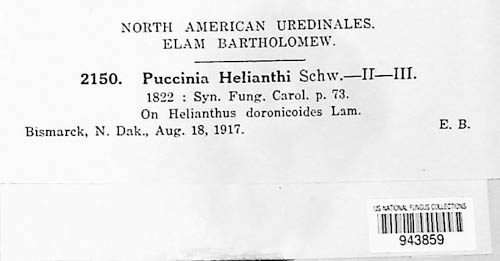 NORTH AMERICAN UREDINALES.
ELAM BARTHOLOMEW.
2150. Puccinia Helianthi Schw.—II—III.
1822 : Syn. Fung. Carol. p. 73.
On Helianthus doronicoides Lam.
Bismarck, N. Dak., Aug. 18, 1917. E. B.
US NATIONAL FUNGUS COLLECTIONS
943859